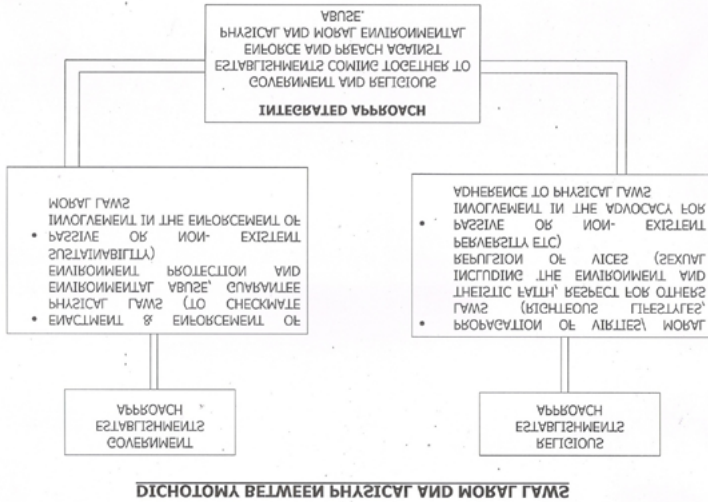 DICHOTOMY BETWEEN PHYSICAL AND MORAL LAWS
GOVERNMENT
ESTABLISHMENTS
APPROACH
RELIGIOUS
ESTABLISHMENTS
APPROACH
• ENACTMENT & ENFORCEMENT OF
PHYSICAL LAWS (TO CHECKMATE
ENVIRONMENTAL ABUSE, GUARANTEE
ENVIRONMENT PROTECTION AND
SUSTAINABILITY)
• PASSIVE OR NON- EXISTENT
INVOLVEMENT IN THE ENFORCEMENT OF
MORAL LAWS
• PROPAGATION OF VIRTIES/ MORAL
LAWS (RIGHTEOUS LIFESTYLES,
THEISTIC FAITH, RESPECT FOR OTHERS
INCLUDING THE ENVIRONMENT AND
REPULSION OF VICES (SEXUAL
PERVERSITY ETC)
• PASSIVE OR NON- EXISTENT
INVOLVEMENT IN THE ADVOCACY FOR
ADHERENCE TO PHYSICAL LAWS
INTEGRATED APPROACH
GOVERNMENT AND RELIGIOUS
ESTABLISHMENTS COMING TOGETHER TO
ENFORCE AND PREACH AGAINST
PHYSICAL AND MORAL ENVIRONMENTAL
ABUSE.